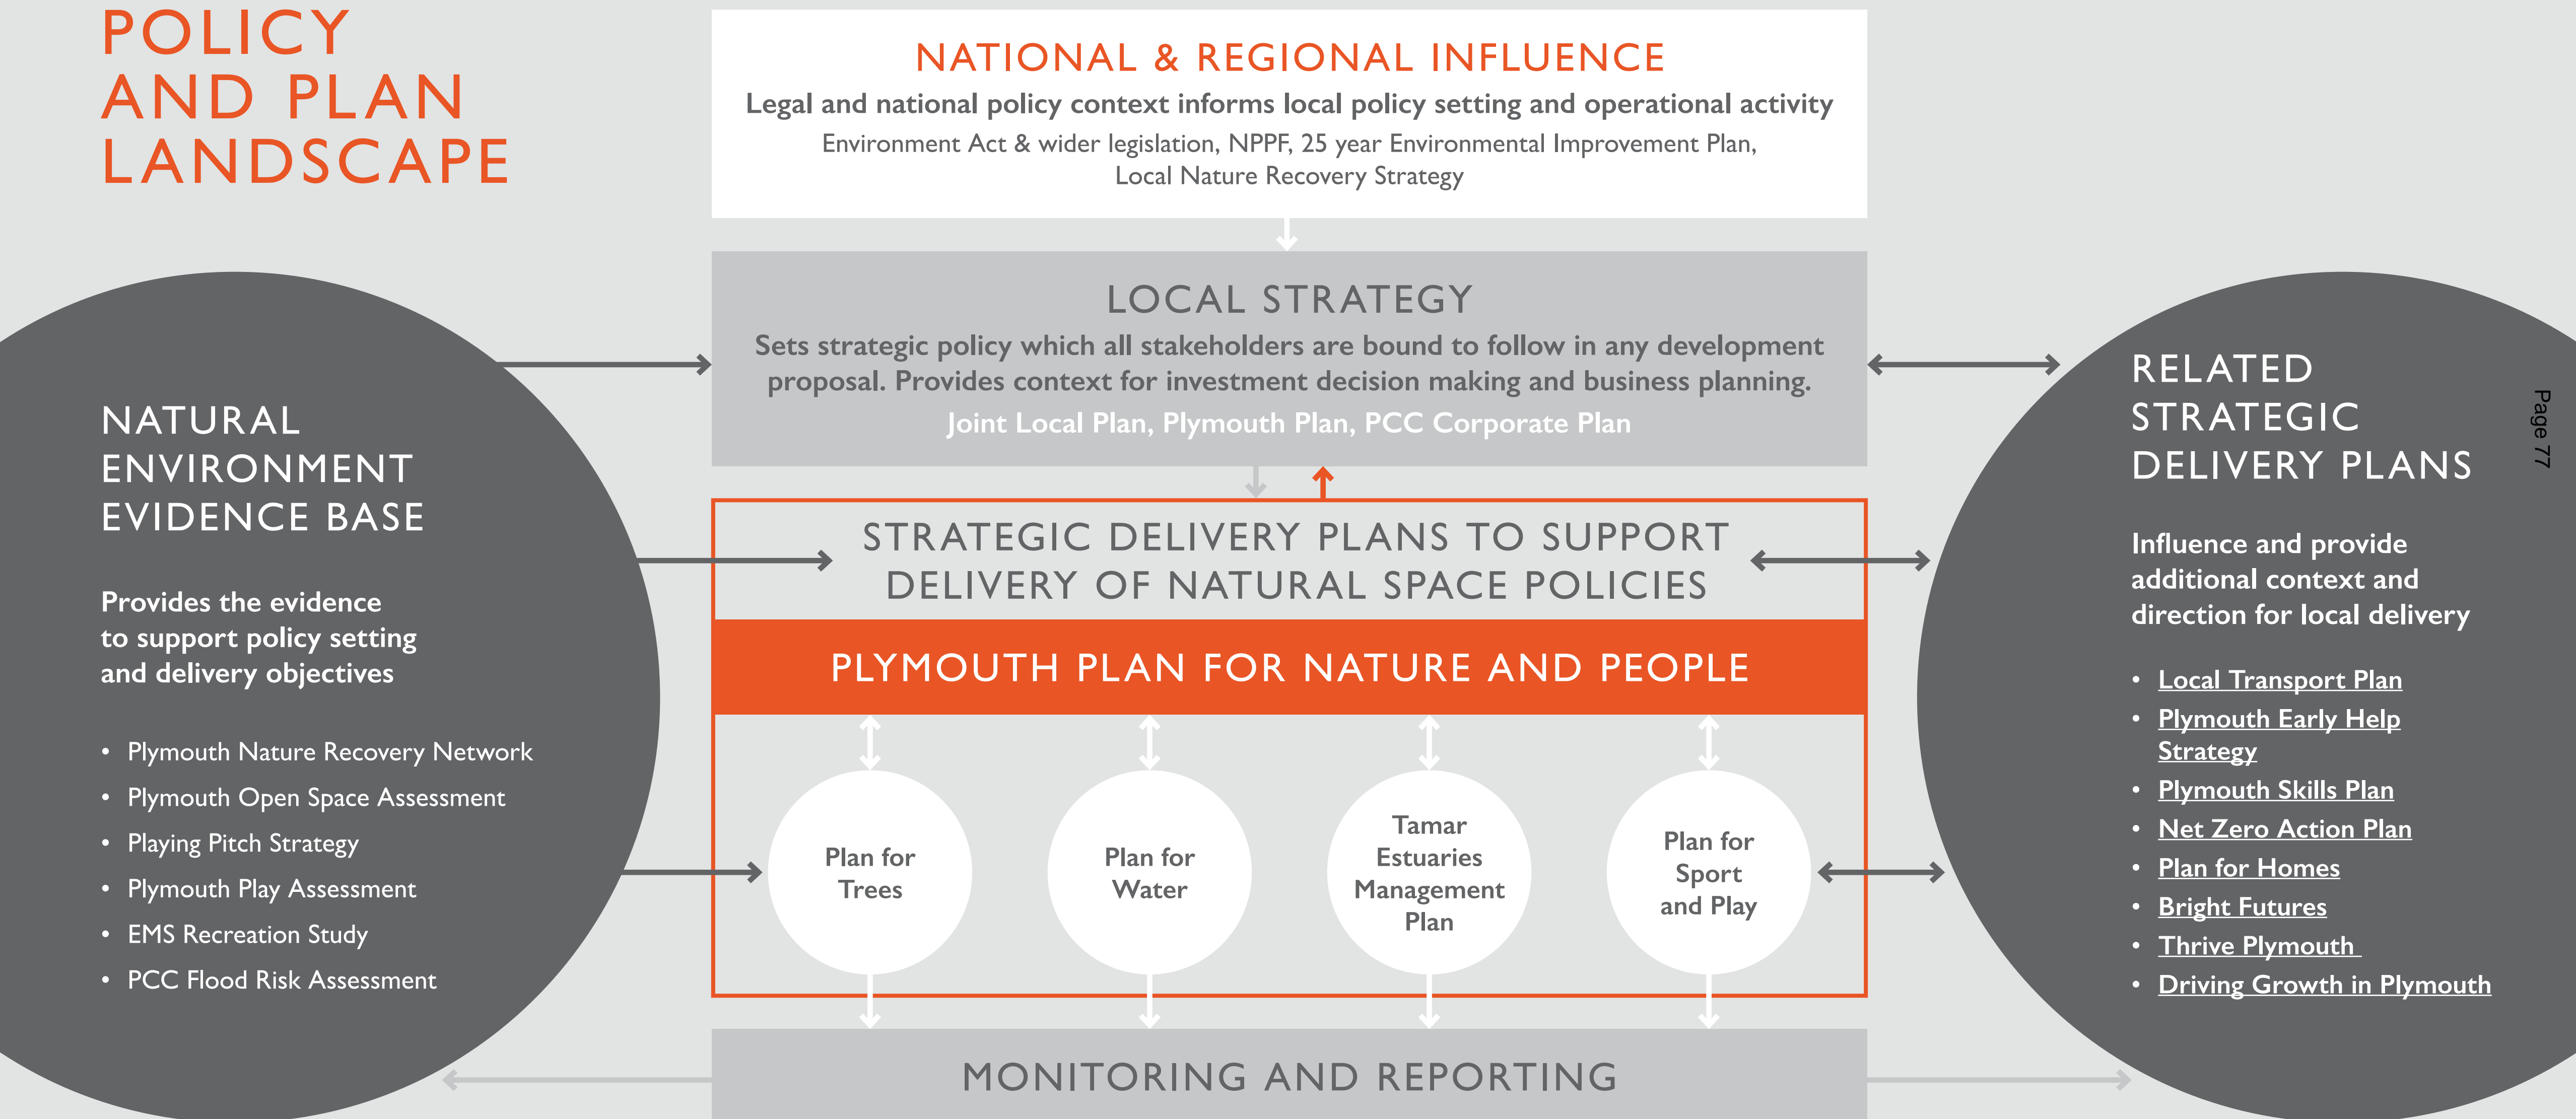 POLICY
AND PLAN
LANDSCAPE
NATIONAL & REGIONAL INFLUENCE
Legal and national policy context informs local policy setting and operational activity
Environment Act & wider legislation, NPPF, 25 year Environmental Improvement Plan,
Local Nature Recovery Strategy
LOCAL STRATEGY
Sets strategic policy which all stakeholders are bound to follow in any development
proposal. Provides context for investment decision making and business planning.
Joint Local Plan, Plymouth Plan, PCC Corporate Plan
NATURAL
ENVIRONMENT
EVIDENCE BASE
Provides the evidence
to support policy setting
and delivery objectives
• Plymouth Nature Recovery Network
• Plymouth Open Space Assessment
• Playing Pitch Strategy
• Plymouth Play Assessment
• EMS Recreation Study
• PCC Flood Risk Assessment
STRATEGIC DELIVERY PLANS TO SUPPORT
DELIVERY OF NATURAL SPACE POLICIES
PLYMOUTH PLAN FOR NATURE AND PEOPLE
Plan for
Trees
Plan for
Water
Tamar
Estuaries
Management
Plan
Plan for
Sport
and Play
MONITORING AND REPORTING
RELATED
STRATEGIC
DELIVERY PLANS
Influence and provide
additional context and
direction for local delivery
• Local Transport Plan
• Plymouth Early Help
Strategy
• Plymouth Skills Plan
• Net Zero Action Plan
• Plan for Homes
• Bright Futures
• Thrive Plymouth
• Driving Growth in Plymouth
Page 77